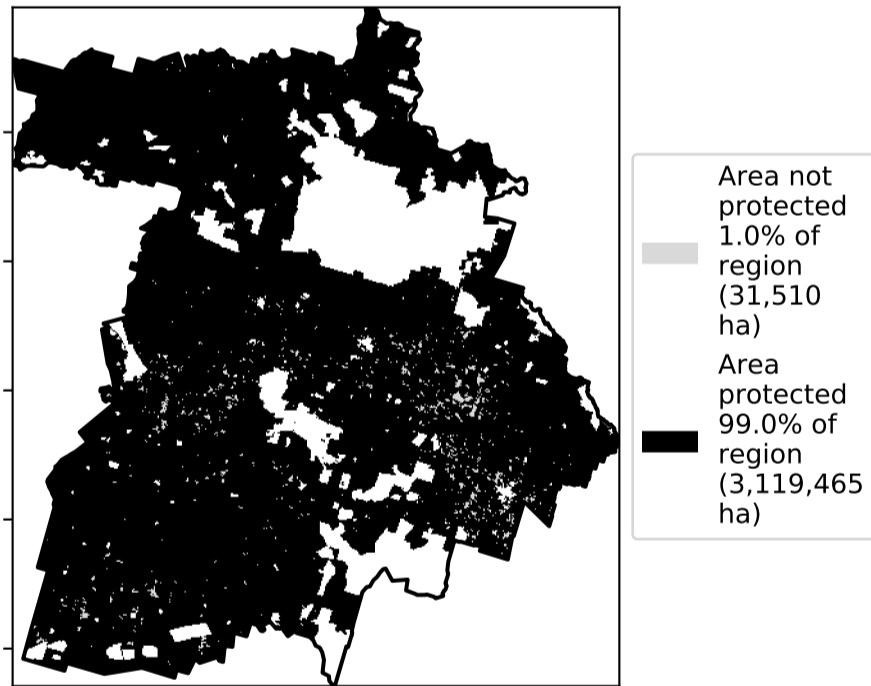 Area not
protected
1.0% of
region
(31,510
ha)
Area
protected
99.0% of
region
(3,119,465
ha)